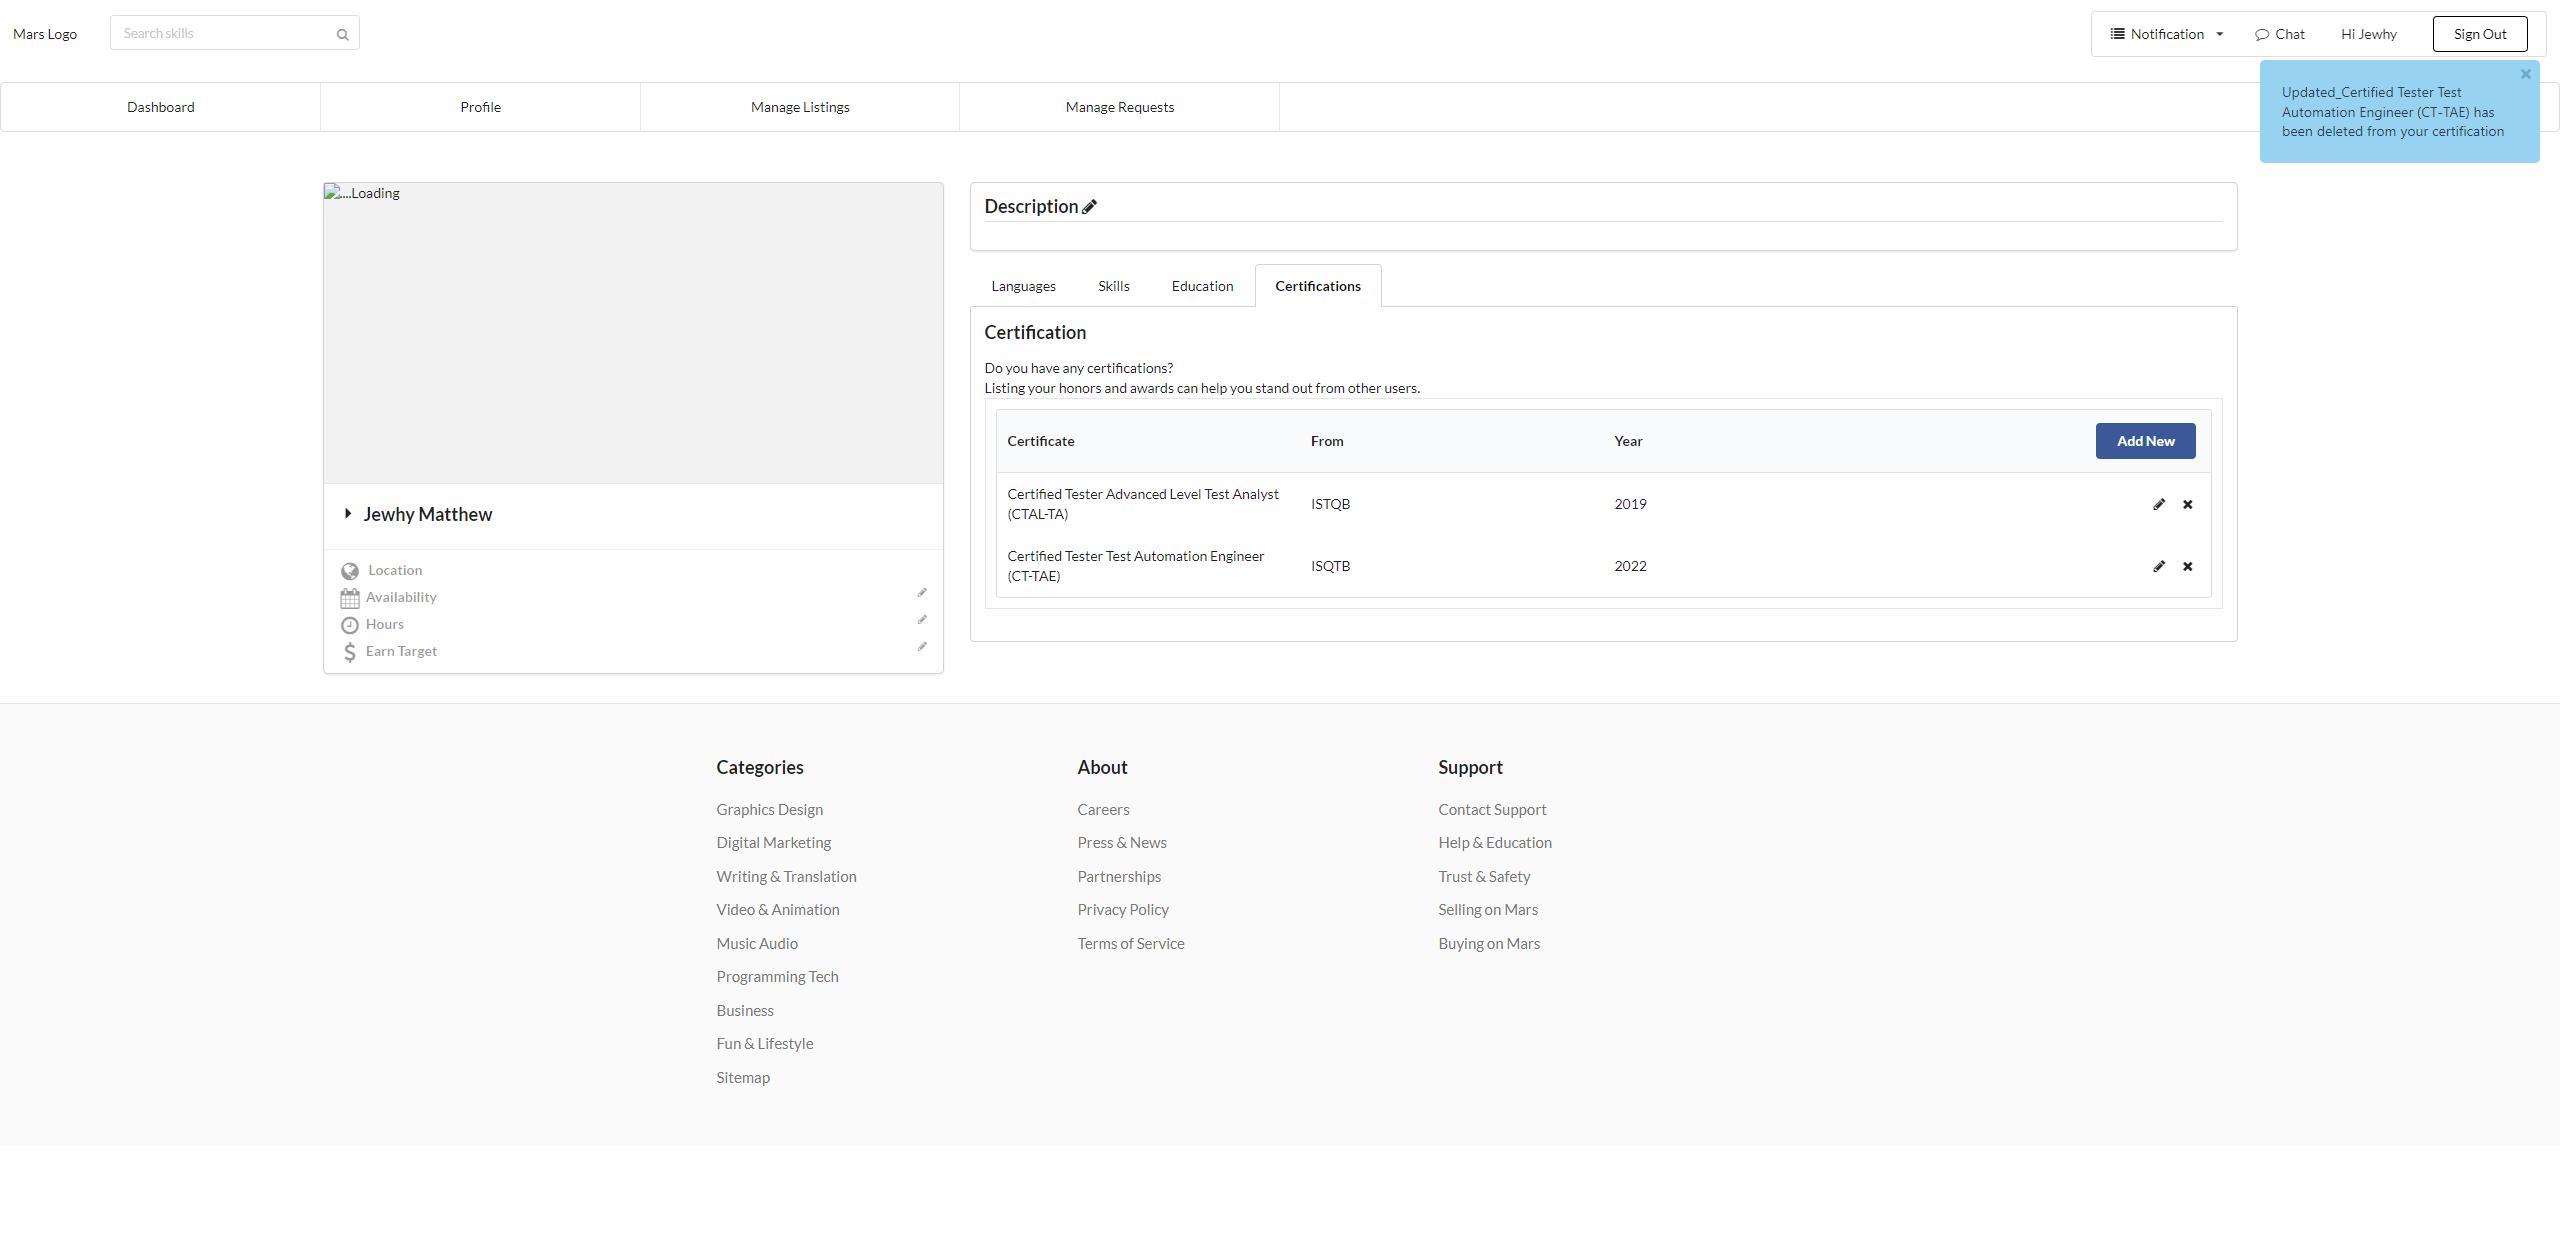 Mars Logo
Search skills
Notification
Chat
Hi Jewhy
Sign Out
Updated_Certified Tester Test
Automation Engineer (CT-TAE) has
been deleted from your certification
Dashboard
Profile
Manage Listings
Manage Requests
....Loading
Jewhy Matthew
Location
Availability
Hours
Earn Target
Description
Languages
Skills
Education
Certifications
Certification
Do you have any certifications?
Listing your honors and awards can help you stand out from other users.
Certificate
From
Year
Add New
Certified Tester Advanced Level Test Analyst
(CTAL-TA)
ISTQB
2019
Certified Tester Test Automation Engineer
(CT-TAE)
ISQTB
2022
Categories
Graphics Design
Digital Marketing
Writing & Translation
Video & Animation
Music Audio
Programming Tech
Business
Fun & Lifestyle
Sitemap
About
Careers
Press & News
Partnerships
Privacy Policy
Terms of Service
Support
Contact Support
Help & Education
Trust & Safety
Selling on Mars
Buying on Mars